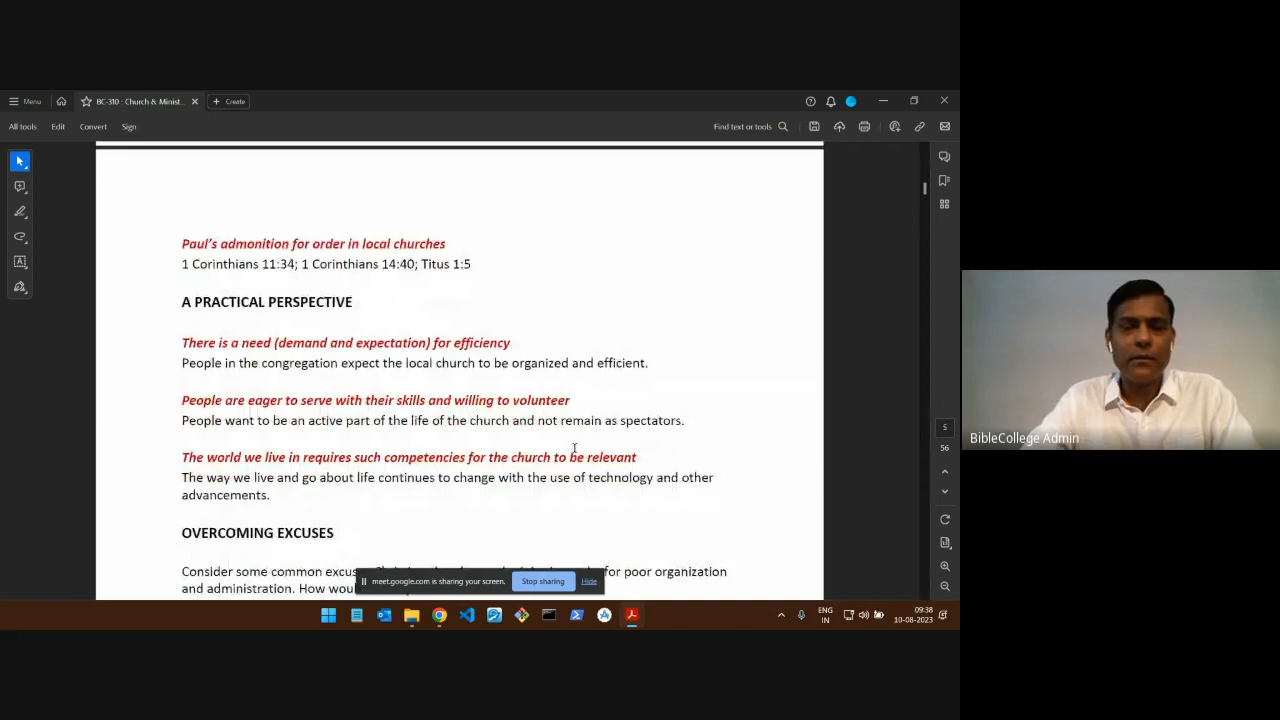 Menu
BC-310 : Church & Minist...
Create
All tools
Edit
Convert
Sign
Find text or tools
Paul's admonition for order in local churches
1 Corinthians 11:34; 1 Corinthians 14:40; Titus 1:5
A PRACTICAL PERSPECTIVE
There is a need (demand and expectation) for efficiency
People in the congregation expect the local church to be organized and efficient.
People are eager to serve with their skills and willing to volunteer
People want to be an active part of the life of the church and not remain as spectators.
The world we live in requires such competencies for the church to be relevant
The way we live and go about life continues to change with the use of technology and other
advancements.
OVERCOMING EXCUSES
Consider some common excus for poor organization
and administration. How
meet.google.com is sharing your screen.
Stop sharing
Hide
5
56
BibleCollege Admin
ENG
IN
09:38
10-08-2023